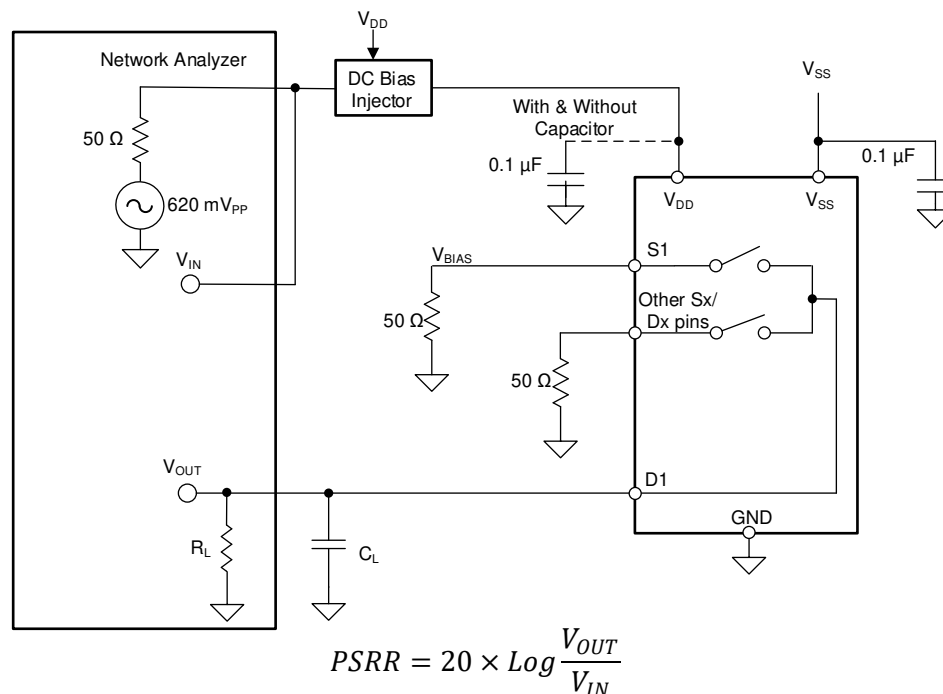 V_DD
Network Analyzer
DC Bias
Injector
V_SS
With & Without
Capacitor
50 Ω
0.1 µF
0.1 µF
V_DD
V_SS
620 mV_PP
V_IN
V_BIAS
S1
50 Ω
Other Sx/
Dx pins
50 Ω
V_OUT
D1
GND
R_L
C_L
PSRR = 20 × Log V_OUT / V_IN